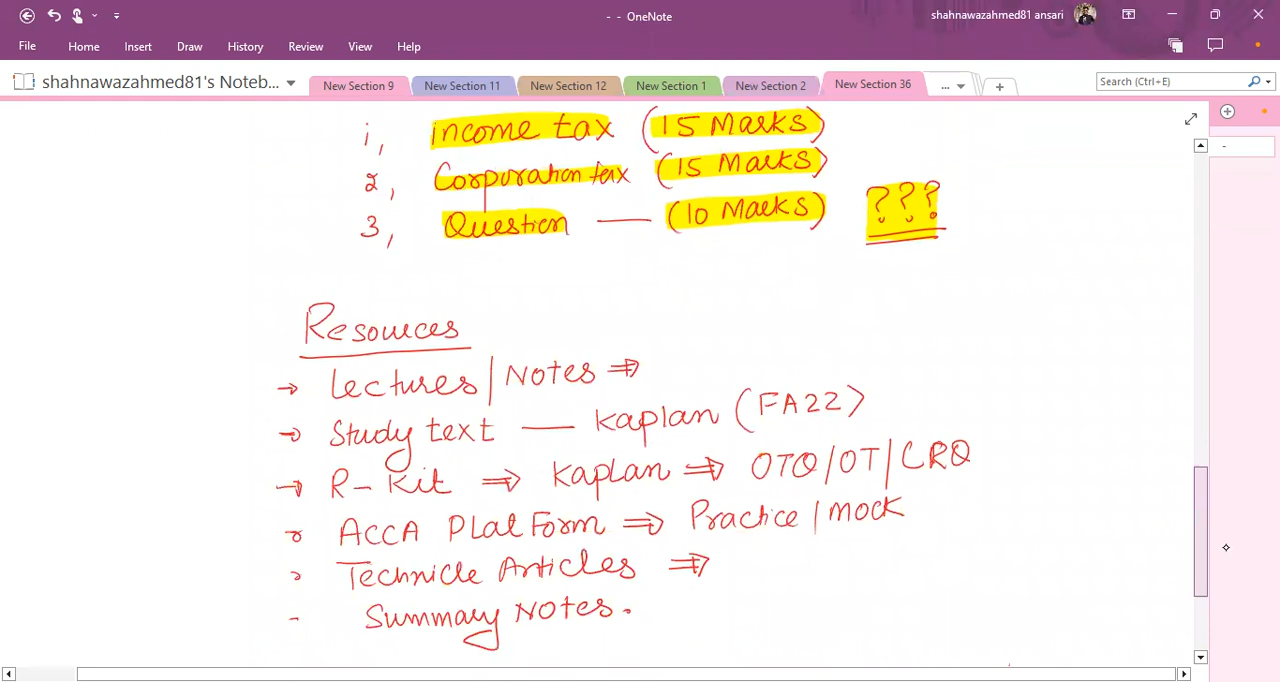 - - OneNote
shahnawazahmed81 ansari
File Home Insert Draw History Review View Help
shahnawazahmed81's Noteb... New Section 9 New Section 11 New Section 12 New Section 1 New Section 2 New Section 36 ... + Search (Ctrl+E)
i, income tax (15 Marks)
2, Corporation tax (15 Marks)
3, Question — (10 Marks) ???
Resources
→ Lectures | Notes ⇒
→ Study text — Kaplan (FA22)
→ R-Kit ⇒ Kaplan ⇒ OTQ/OT/CRQ
ACCA PlatForm ⇒ Practice / mock
Technicle Articles ⇒
- Summary Notes.